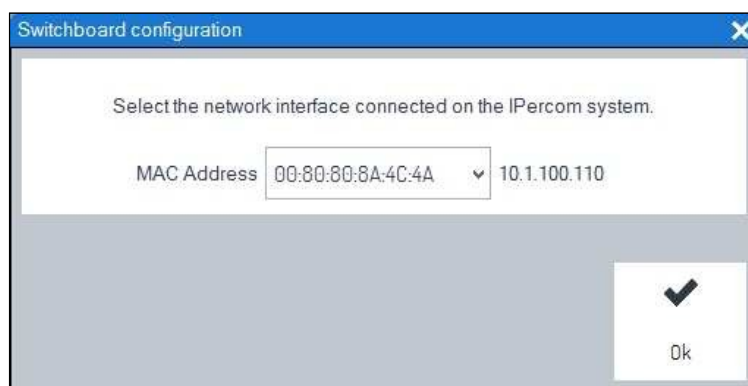 Switchboard configuration
Select the network interface connected on the IPercom system.
MAC Address 00:80:80:8A:4C:4A 10.1.100.110
Ok